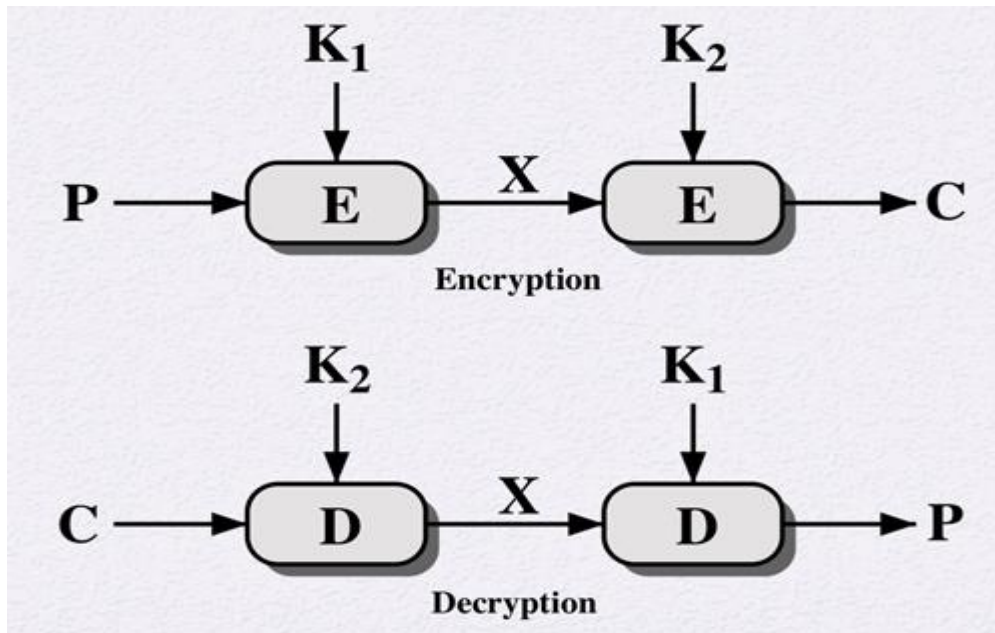 K₁ K₂
P E X E C
Encryption
K₂ K₁
C D X D P
Decryption